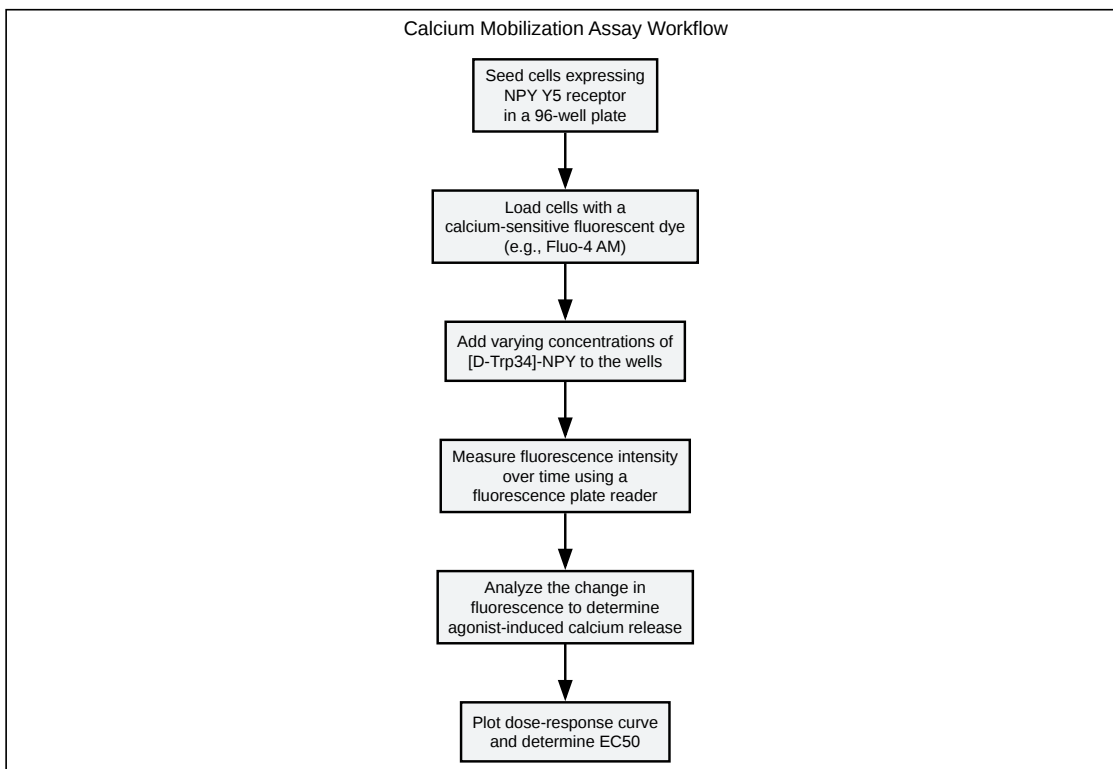 Calcium Mobilization Assay Workflow
Seed cells expressing
NPY Y5 receptor
in a 96-well plate
Load cells with a
calcium-sensitive fluorescent dye
(e.g., Fluo-4 AM)
Add varying concentrations of
[D-Trp34]-NPY to the wells
Measure fluorescence intensity
over time using a
fluorescence plate reader
Analyze the change in
fluorescence to determine
agonist-induced calcium release
Plot dose-response curve
and determine EC50